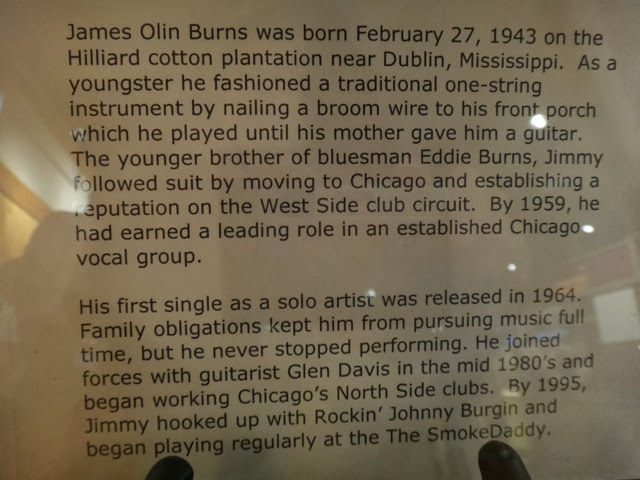 James Olin Burns was born February 27, 1943 on the
Hilliard cotton plantation near Dublin, Mississippi. As a
youngster he fashioned a traditional one-string
instrument by nailing a broom wire to his front porch
which he played until his mother gave him a guitar.
The younger brother of bluesman Eddie Burns, Jimmy
followed suit by moving to Chicago and establishing a
reputation on the West Side club circuit. By 1959, he
had earned a leading role in an established Chicago
vocal group.
His first single as a solo artist was released in 1964.
Family obligations kept him from pursuing music full
time, but he never stopped performing. He joined
forces with guitarist Glen Davis in the mid 1980's and
began working Chicago's North Side clubs. By 1995,
Jimmy hooked up with Rockin' Johnny Burgin and
began playing regularly at the The SmokeDaddy.